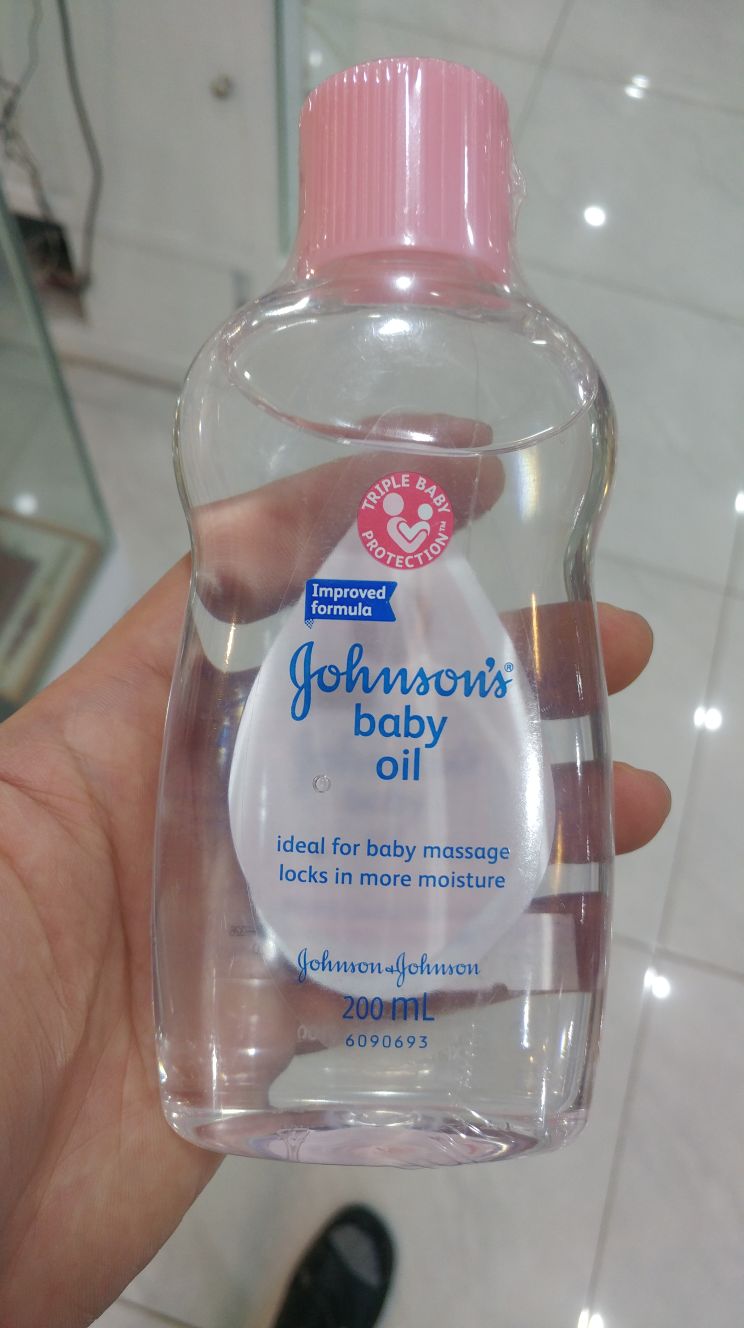 TRIPLE BABY
PROTECTION™
Improved
formula
Johnson's®
baby
oil
ideal for baby massage
locks in more moisture
Johnson & Johnson
200 mL
6090693